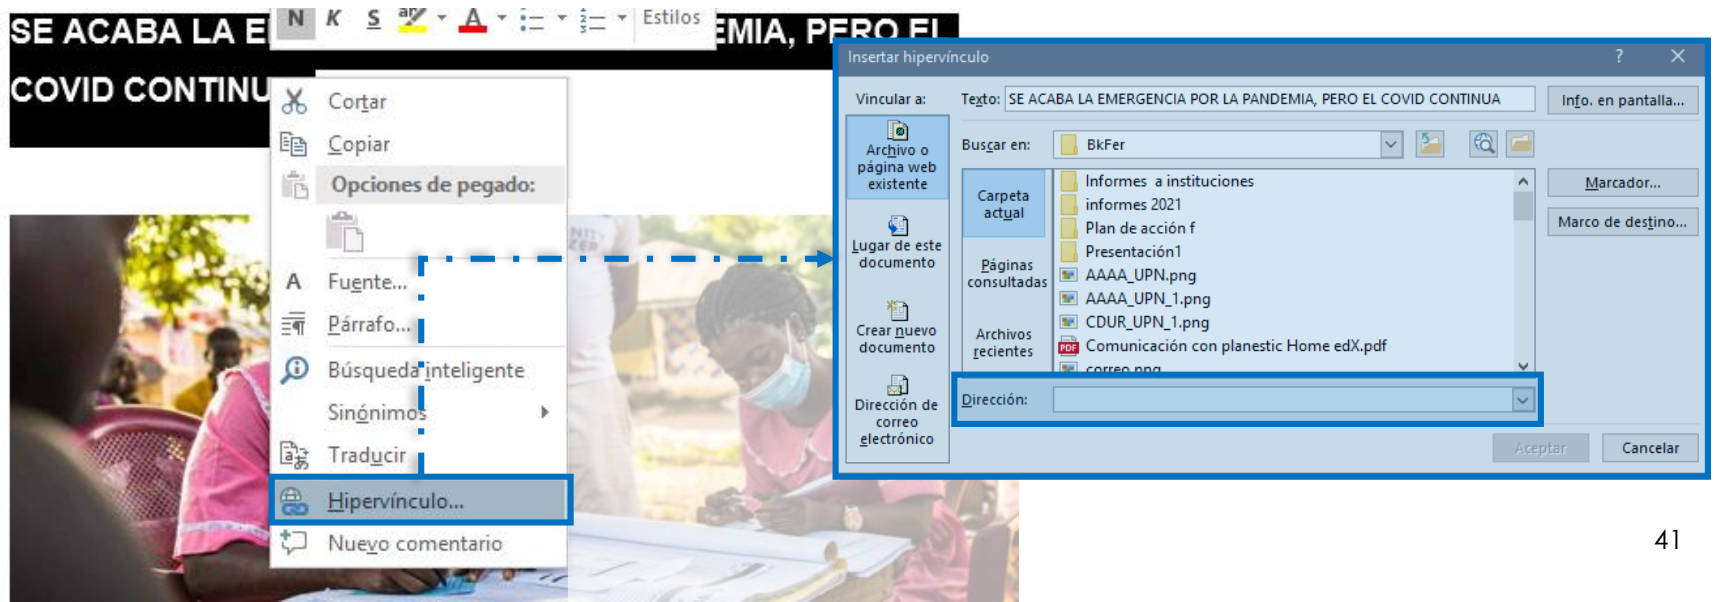 SE ACABA LA E
EMIA, PERO EL
COVID CONTINU
N K S A Estilos
Cortar
Copiar
Opciones de pegado:
A Fuente...
Párrafo...
Búsqueda inteligente
Sinónimos
Traducir
Hipervínculo...
Nuevo comentario
Insertar hipervínculo ? ×
Vincular a:
Archivo o
página web
existente
Lugar de este
documento
Crear nuevo
documento
Dirección de
correo
electrónico
Texto: SE ACABA LA EMERGENCIA POR LA PANDEMIA, PERO EL COVID CONTINUA
Info. en pantalla...
Buscar en: BkFer
Carpeta
actual
Páginas
consultadas
Archivos
recientes
Informes a instituciones
informes 2021
Plan de acción f
Presentación1
AAAA_UPN.png
AAAA_UPN_1.png
CDUR_UPN_1.png
PDF Comunicación con planestic Home edX.pdf
correo.png
Marcador...
Marco de destino...
Dirección:
Aceptar
Cancelar
41